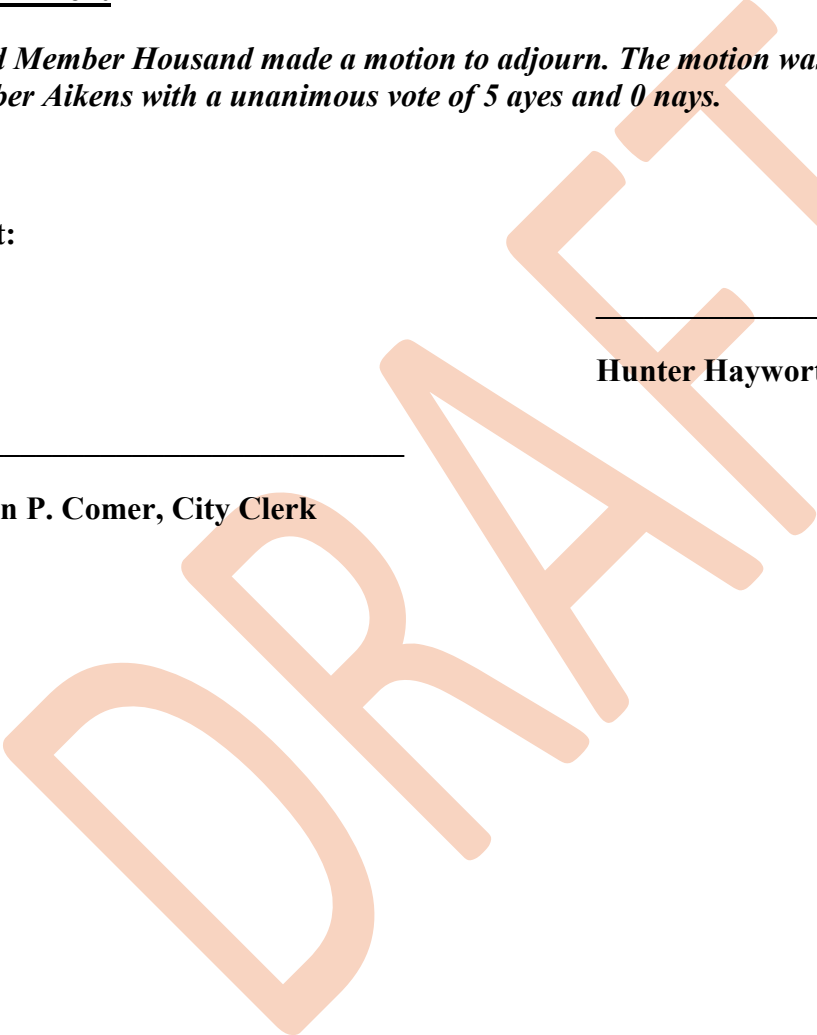 d Member Housand made a motion to adjourn. The motion was
ber Aikens with a unanimous vote of 5 ayes and 0 nays.
t:
Hunter Haywort
n P. Comer, City Clerk
DRAFT